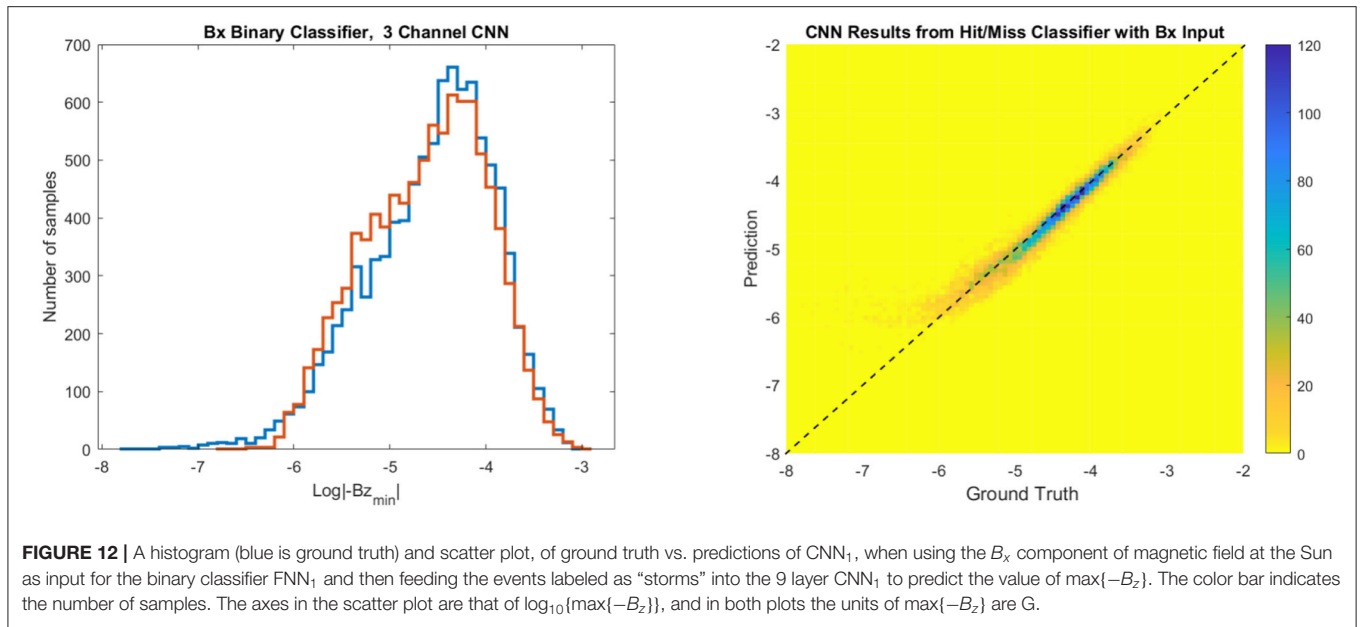 Bx Binary Classifier, 3 Channel CNN
700
600
500
400
300
200
100
0
Number of samples
-8 -7 -6 -5 -4 -3
Log|-Bz_min|
CNN Results from Hit/Miss Classifier with Bx Input
-2
-3
-4
-5
-6
-7
-8
Prediction
-8 -7 -6 -5 -4 -3 -2
Ground Truth
120
100
80
60
40
20
0
FIGURE 12 | A histogram (blue is ground truth) and scatter plot, of ground truth vs. predictions of CNN₁, when using the Bₓ component of magnetic field at the Sun
as input for the binary classifier FNN₁ and then feeding the events labeled as “storms” into the 9 layer CNN₁ to predict the value of max{−B_z}. The color bar indicates
the number of samples. The axes in the scatter plot are that of log₁₀{max{−B_z}}, and in both plots the units of max{−B_z} are G.